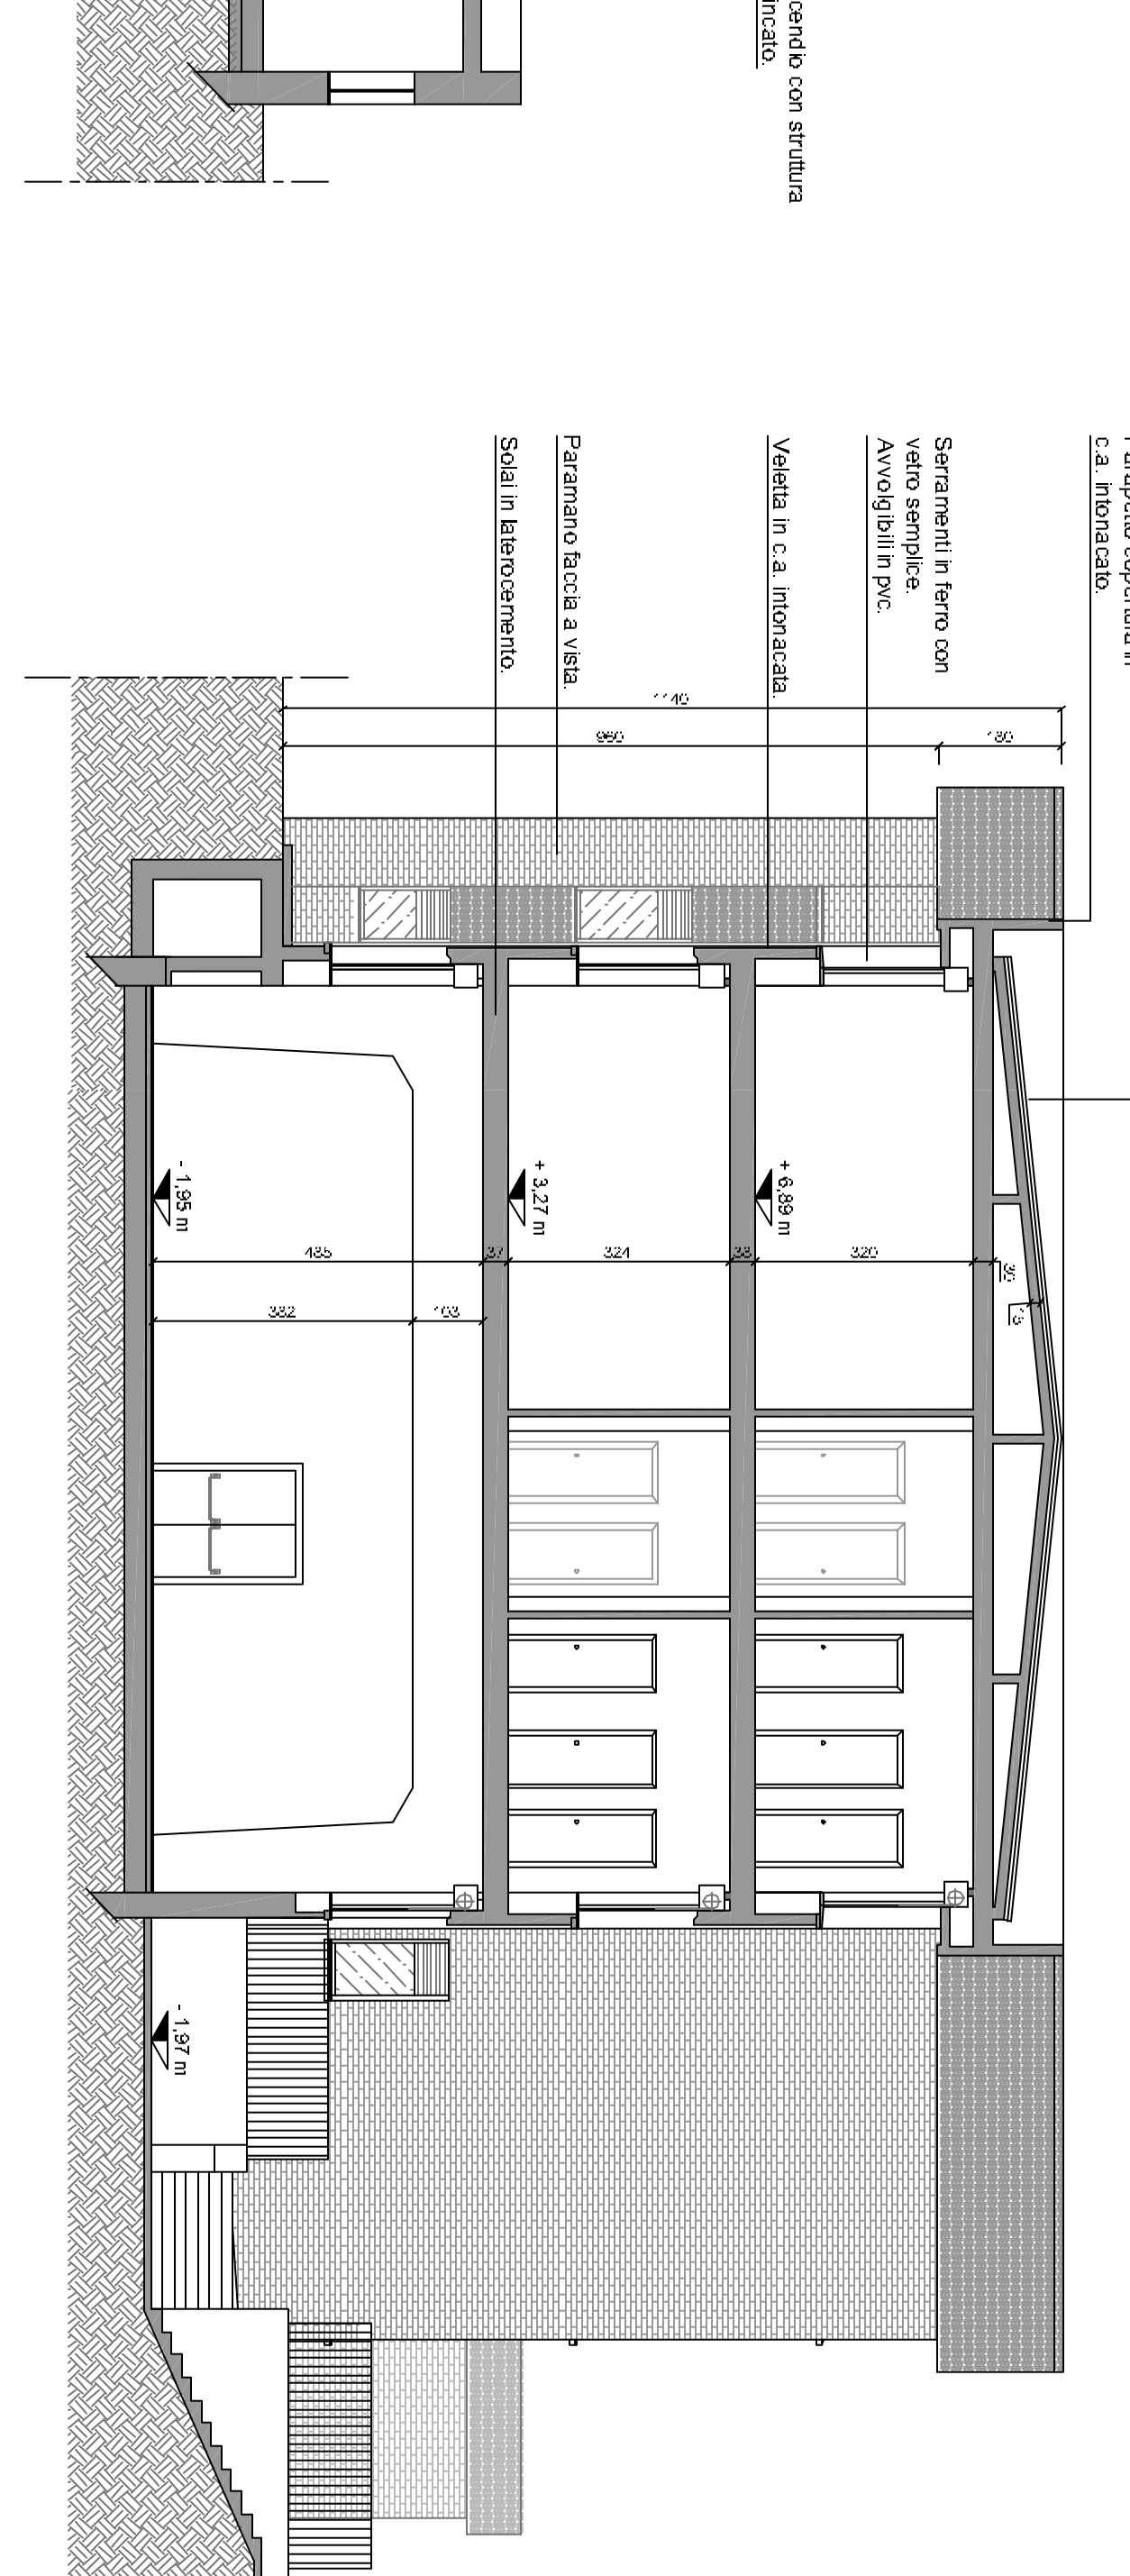 cendio con struttura
incato.
c.a. intonacato.
Serramenti in ferro con
vetro semplice.
Avvolgibili in pvc.
Veletta in c.a. intonacata.
Paramano faccia a vista.
Solai in laterocemento.
1140
960
180
+ 6,89 m
+ 3,27 m
- 1,95 m
485
37
324
38
320
30
15
382
103
- 1,97 m